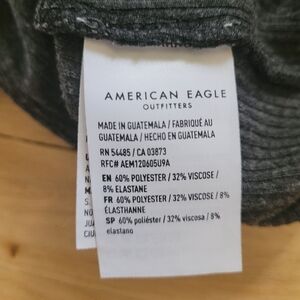 AMERICAN EAGLE
OUTFITTERS
MADE IN GUATEMALA / FABRIQUÉ AU
GUATEMALA / HECHO EN GUATEMALA
RN 54485 / CA 03873
RFC# AEM120605U9A
EN 60% POLYESTER / 32% VISCOSE /
8% ELASTANE
FR 60% POLYESTER / 32% VISCOSE / 8%
ÉLASTHANNE
SP 60% poliéster / 32% viscosa / 8%
elastano